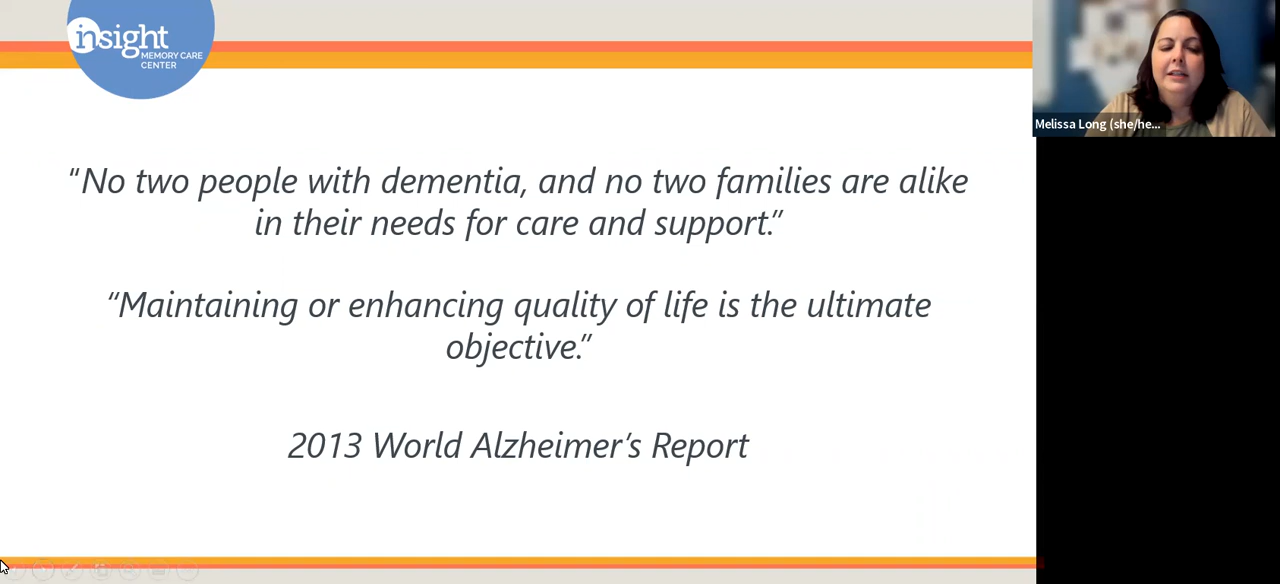 insight
MEMORY CARE
CENTER
Melissa Long (she/he...
“No two people with dementia, and no two families are alike
in their needs for care and support.”
“Maintaining or enhancing quality of life is the ultimate
objective.”
2013 World Alzheimer’s Report